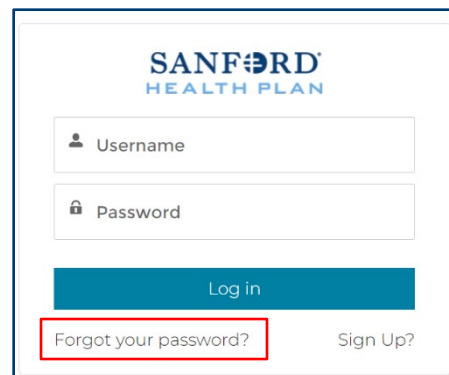 SANFORD
HEALTH PLAN
Username
Password
Log in
Forgot your password? Sign Up?